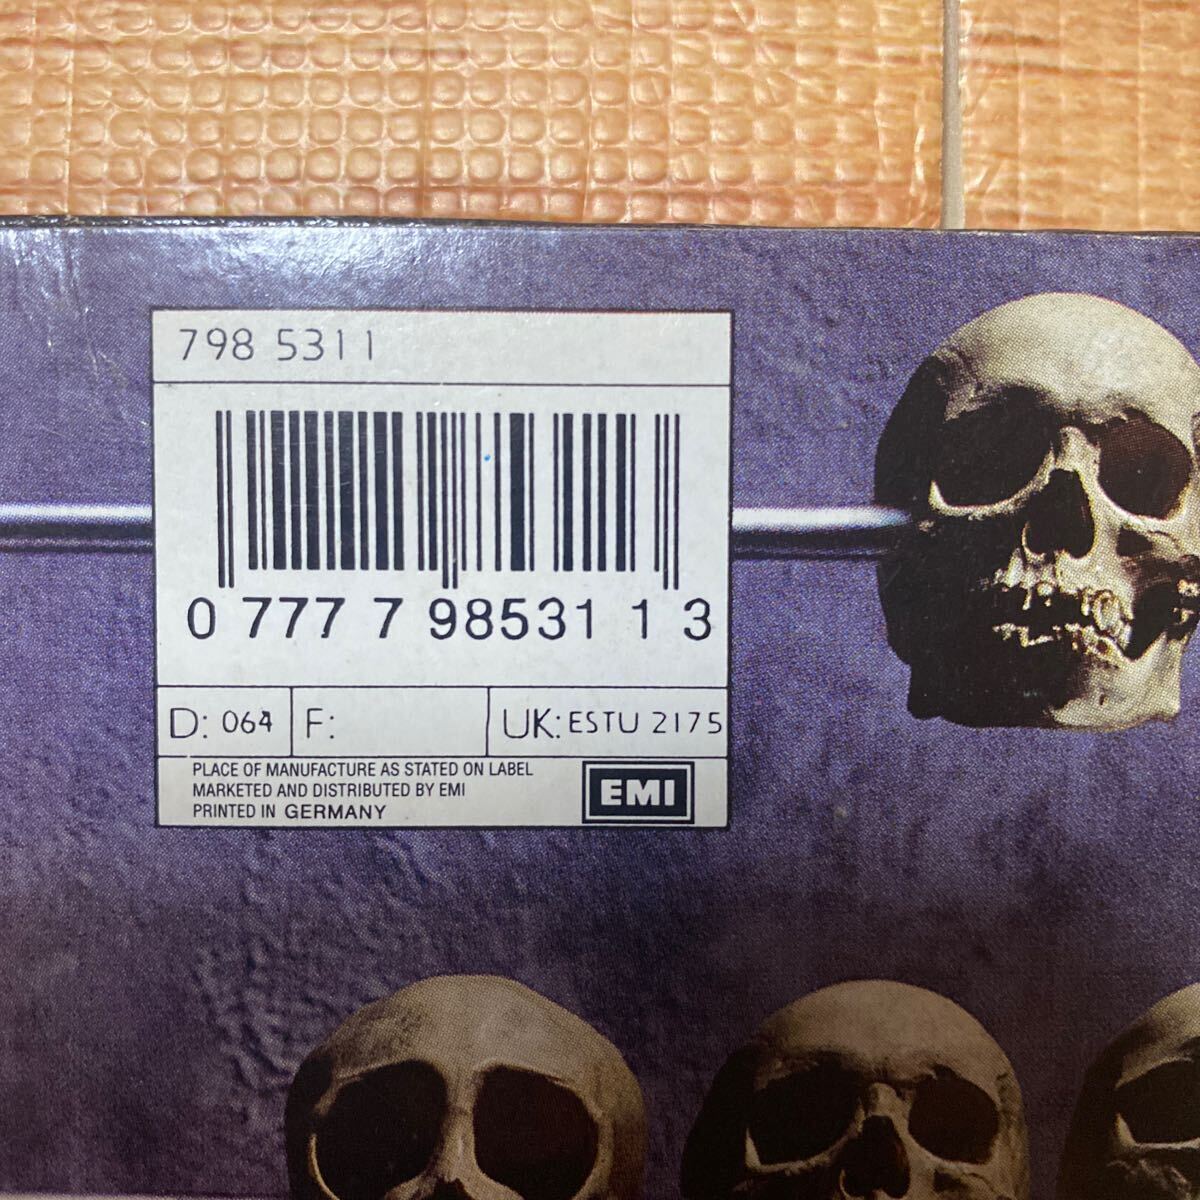 798 5311
0 777 7 98531 1 3
D: 064 F: UK: ESTU 2175
PLACE OF MANUFACTURE AS STATED ON LABEL
MARKETED AND DISTRIBUTED BY EMI
PRINTED IN GERMANY
EMI